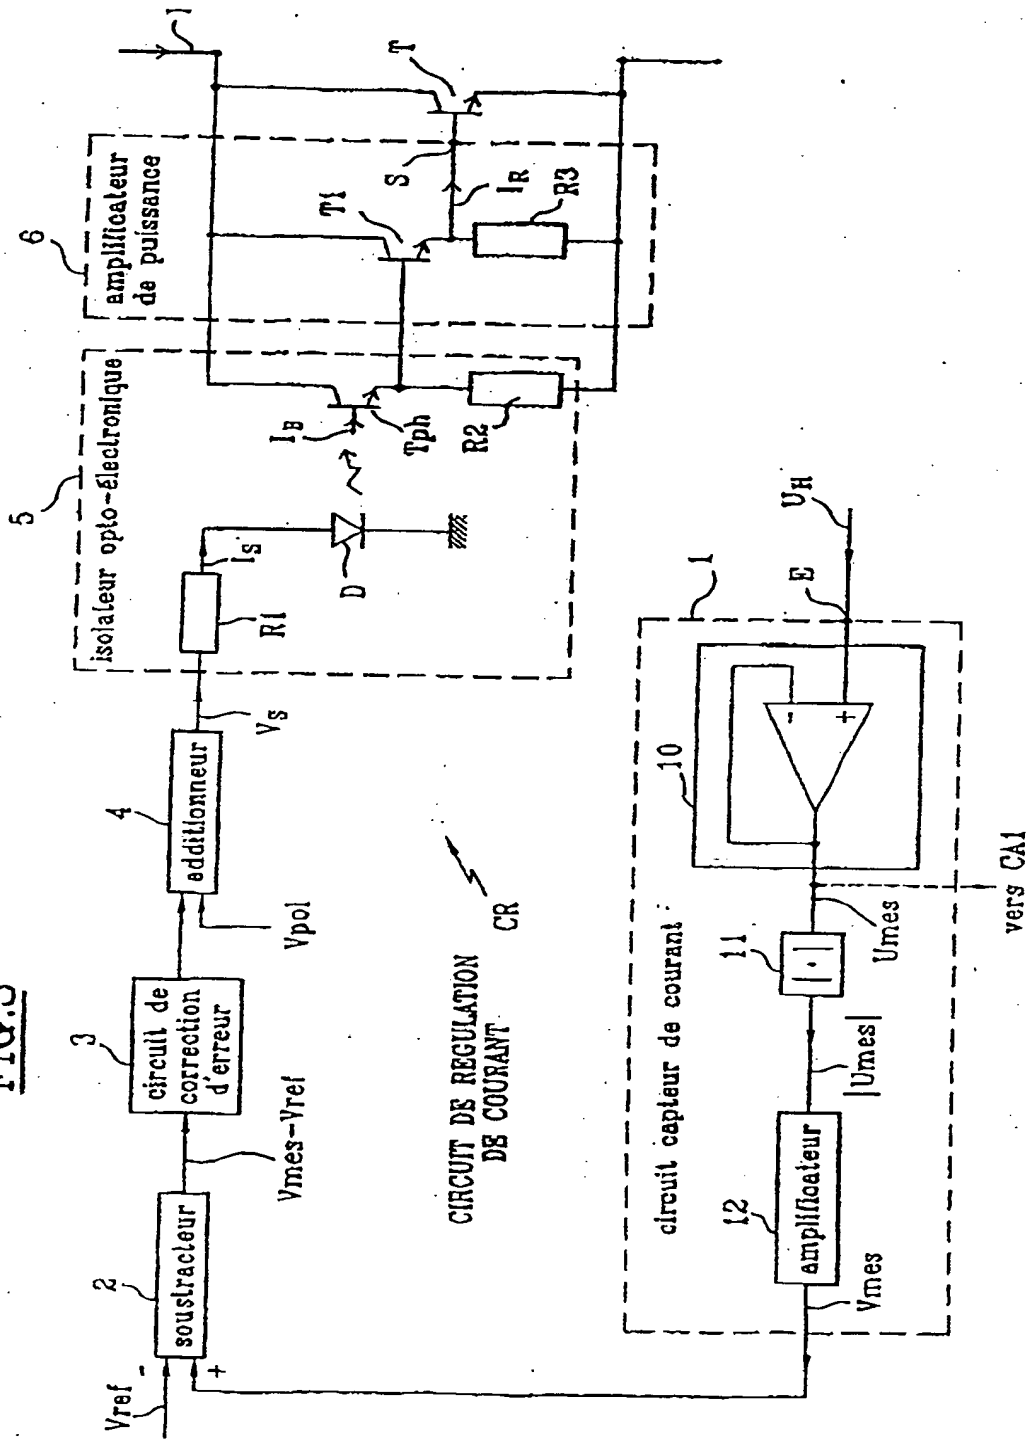 FIG.3
Vref
-
+
2
soustracteur
Vmes-Vref
3
circuit de
correction
d'erreur
4
additionneur
Vpol
VS
5
isolateur opto-électronique
R1
IS
D
IB
Tph
R2
6
amplificateur
de puissance
T1
S
IR
R3
T
I
CIRCUIT DE REGULATION
DE COURANT
CR
circuit capteur de courant
1
12
amplificateur
Vmes
11
|·|
|Umes|
Umes
10
-
+
E
UH
vers CA1